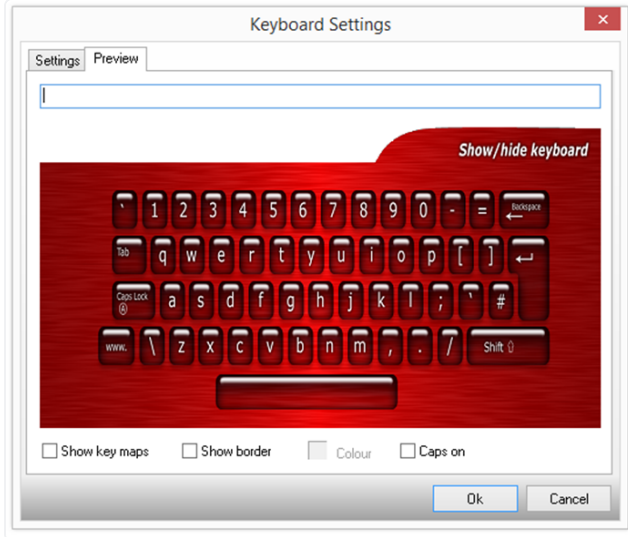 Keyboard Settings
Settings Preview
Show/hide keyboard
` 1 2 3 4 5 6 7 8 9 0 - = Backspace
Tab q w e r t y u i o p [ ]
Caps Lock a s d f g h j k l ; ' #
A
www. \ z x c v b n m , . / Shift
Show key maps Show border Colour Caps on
Ok Cancel